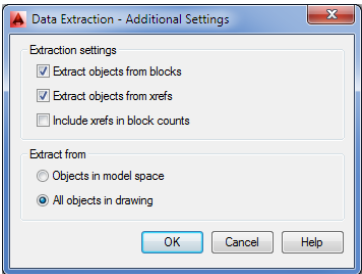 Data Extraction - Additional Settings
Extraction settings
Extract objects from blocks
Extract objects from xrefs
Include xrefs in block counts
Extract from
Objects in model space
All objects in drawing
OK Cancel Help